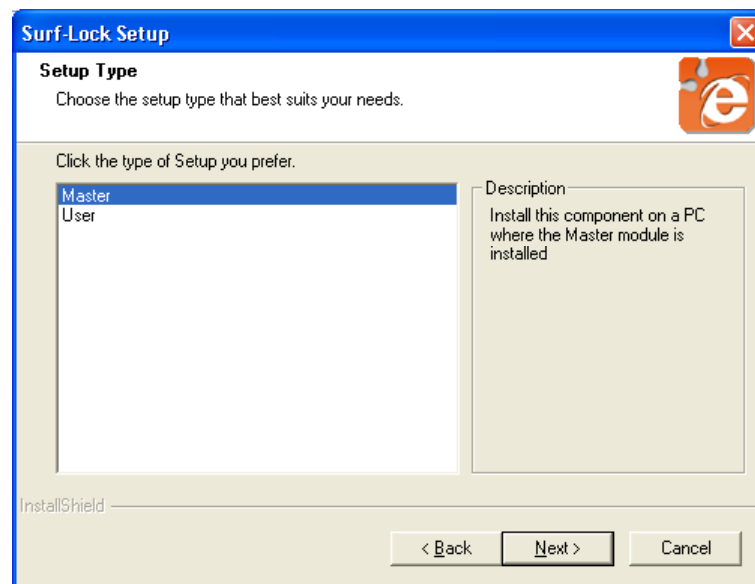 Surf-Lock Setup
Setup Type
Choose the setup type that best suits your needs.
Click the type of Setup you prefer.
Master
User
Description
Install this component on a PC
where the Master module is
installed
InstallShield
< Back
Next >
Cancel